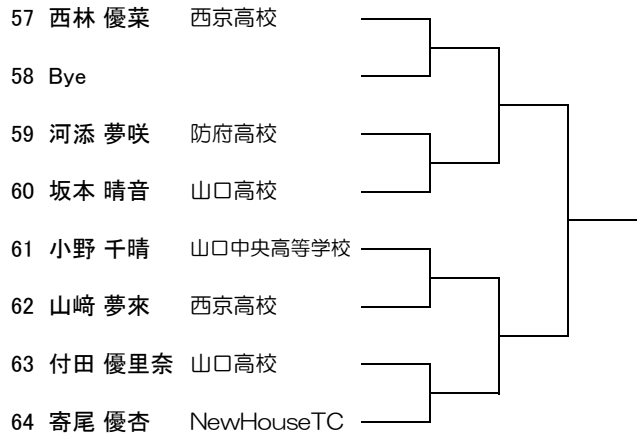 57 西林 優菜 西京高校
58 Bye
59 河添 夢咲 防府高校
60 坂本 晴音 山口高校
61 小野 千晴 山口中央高等学校
62 山﨑 夢來 西京高校
63 付田 優里奈 山口高校
64 寄尾 優杏 NewHouseTC